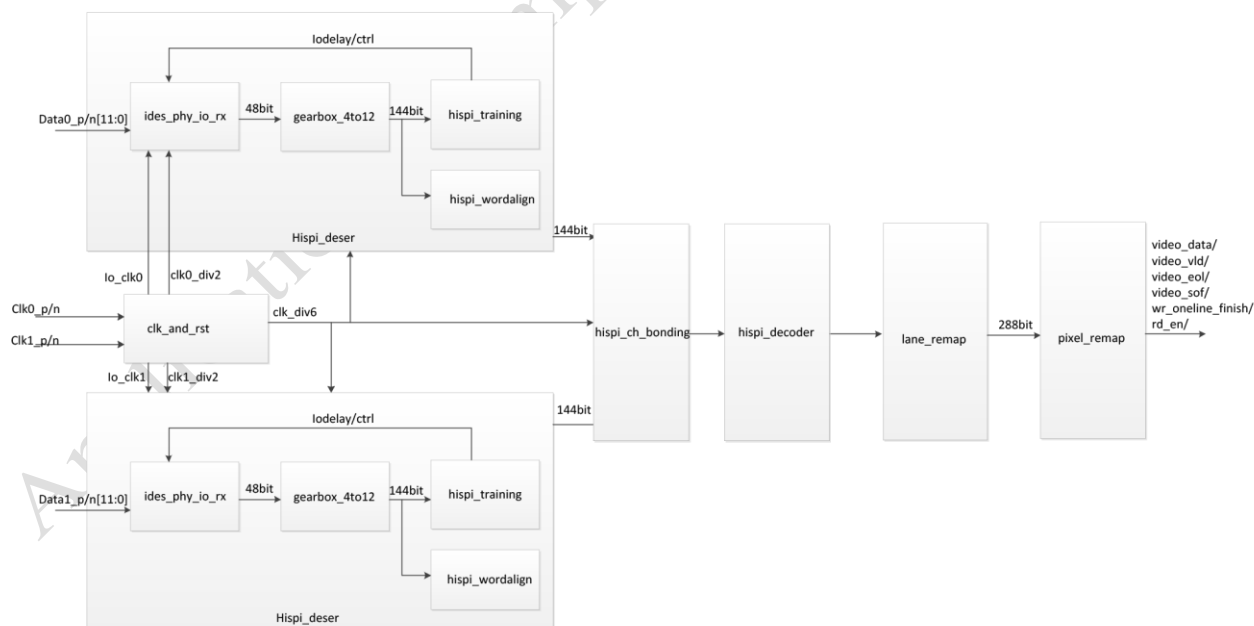 Iodelay/ctrl
Data0_p/n[11:0]
ides_phy_io_rx
48bit
gearbox_4to12
144bit
hispi_training
hispi_wordalign
Hispi_deser
144bit
Io_clk0
clk0_div2
Clk0_p/n
Clk1_p/n
clk_and_rst
clk_div6
Io_clk1
clk1_div2
hispi_ch_bonding
hispi_decoder
lane_remap
288bit
pixel_remap
video_data/
video_vld/
video_eol/
video_sof/
wr_oneline_finish/
rd_en/
144bit
Iodelay/ctrl
Data1_p/n[11:0]
ides_phy_io_rx
48bit
gearbox_4to12
144bit
hispi_training
hispi_wordalign
Hispi_deser